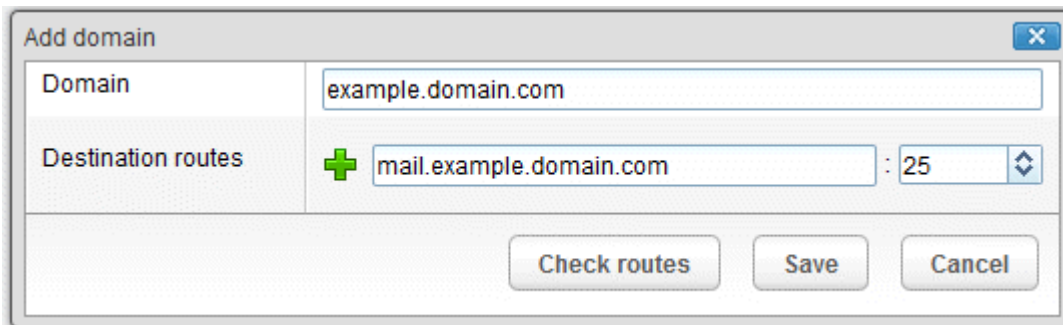 Add domain
Domain
example.domain.com
Destination routes
mail.example.domain.com : 25
Check routes Save Cancel